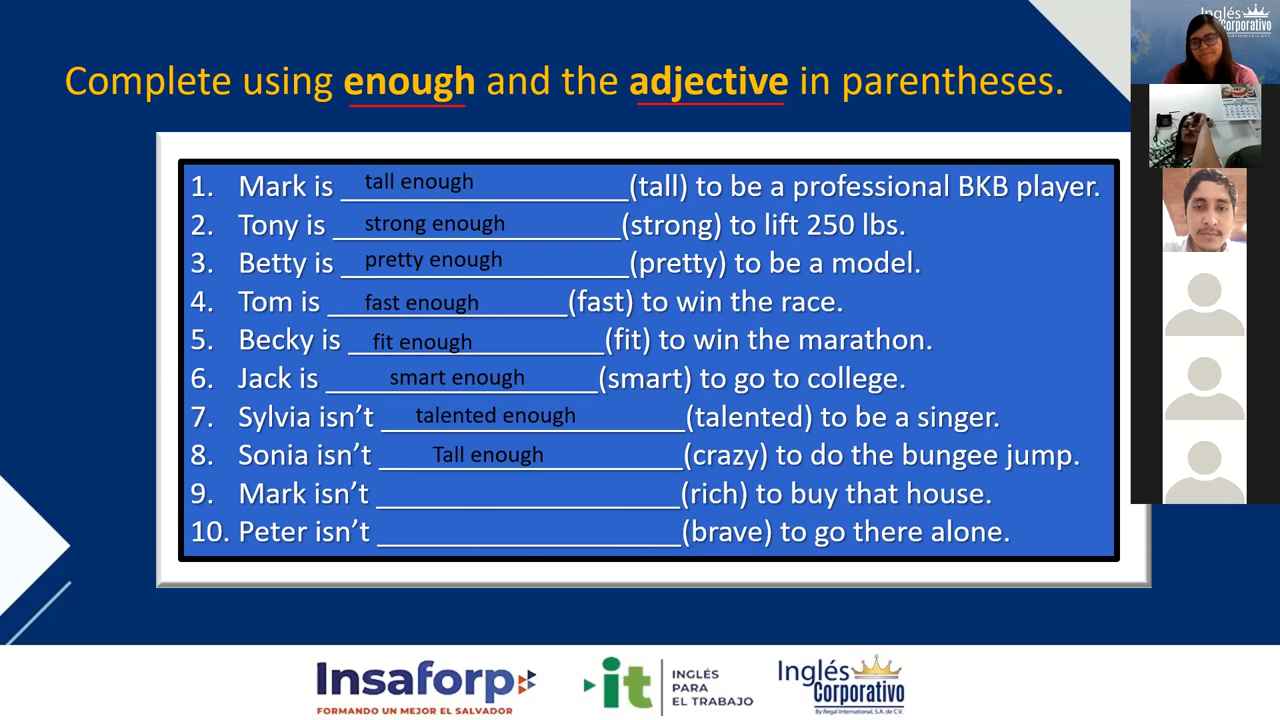 Complete using enough and the adjective in parentheses.
1. Mark is tall enough (tall) to be a professional BKB player.
2. Tony is strong enough (strong) to lift 250 lbs.
3. Betty is pretty enough (pretty) to be a model.
4. Tom is fast enough (fast) to win the race.
5. Becky is fit enough (fit) to win the marathon.
6. Jack is smart enough (smart) to go to college.
7. Sylvia isn’t talented enough (talented) to be a singer.
8. Sonia isn’t Tall enough (crazy) to do the bungee jump.
9. Mark isn’t ____________________ (rich) to buy that house.
10. Peter isn’t ____________________ (brave) to go there alone.
Insaforp
FORMANDO UN MEJOR EL SALVADOR
it
INGLÉS
PARA
EL TRABAJO
Inglés
Corporativo
By Regal International, S.A. de C.V.
Inglés
Corporativo